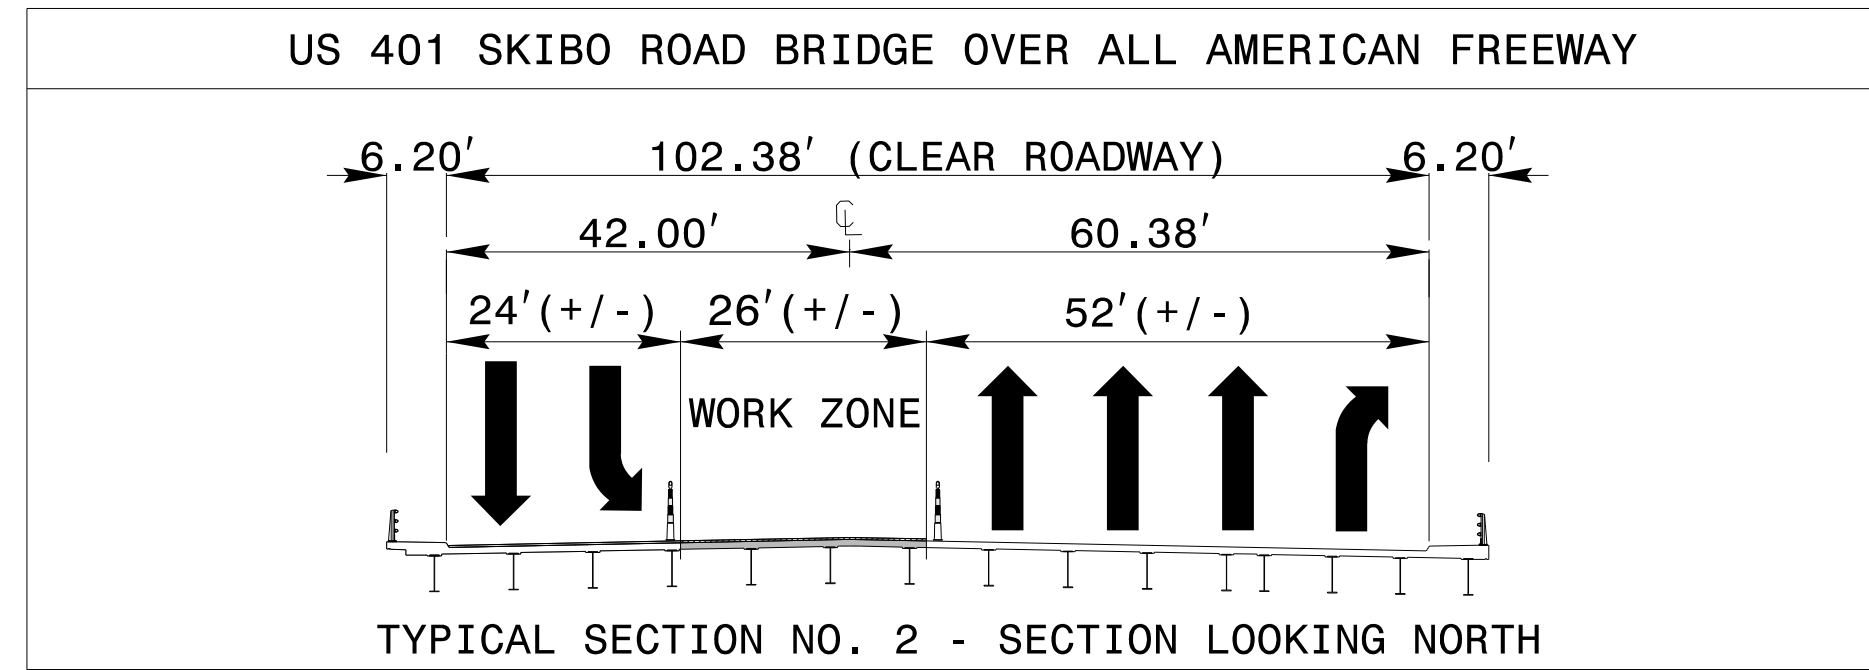 US 401 SKIBO ROAD BRIDGE OVER ALL AMERICAN FREEWAY
6.20' 102.38' (CLEAR ROADWAY) 6.20'
CL
42.00' 60.38'
24'(+/-) 26'(+/-) 52'(+/-)
WORK ZONE
TYPICAL SECTION NO. 2 - SECTION LOOKING NORTH